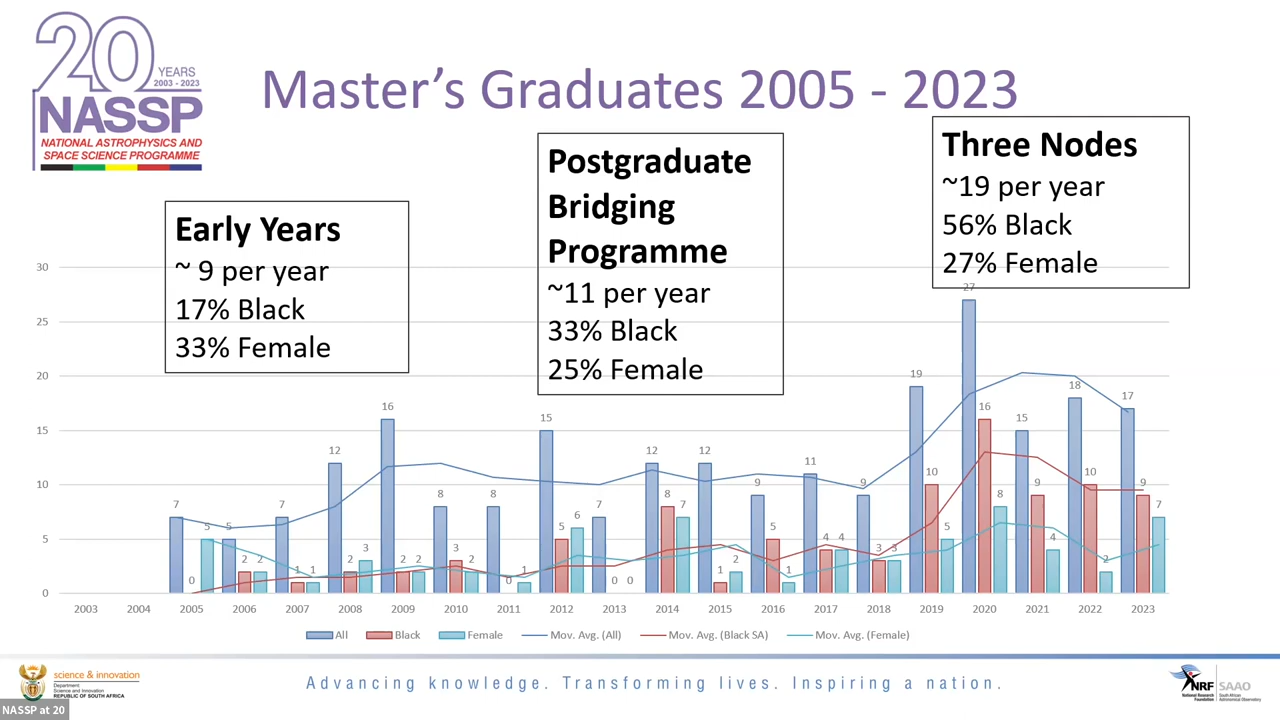 20
YEARS
2003 - 2023
NASSP
NATIONAL ASTROPHYSICS AND
SPACE SCIENCE PROGRAMME
Master's Graduates 2005 - 2023
Early Years
~ 9 per year
17% Black
33% Female
Postgraduate
Bridging
Programme
~11 per year
33% Black
25% Female
Three Nodes
~19 per year
56% Black
27% Female
30
25
20
15
10
5
0
7 0 5
5 2 2
7 1 1
12 2 3
16 2 2
8 3 2
8 0 1
15 5 6
7 0 0
12 8 7
12 1 2
9 5 1
11 4 4
9 3 3
19 10 5
27 16 8
15 9 4
18 10 2
17 9 7
2003 2004 2005 2006 2007 2008 2009 2010 2011 2012 2013 2014 2015 2016 2017 2018 2019 2020 2021 2022 2023
All Black Female Mov. Avg. (All) Mov. Avg. (Black SA) Mov. Avg. (Female)
science & innovation
Department:
Science and Innovation
REPUBLIC OF SOUTH AFRICA
Advancing knowledge. Transforming lives. Inspiring a nation.
NRF
National Research
Foundation
SAAO
South African
Astronomical Observatory
NASSP at 20